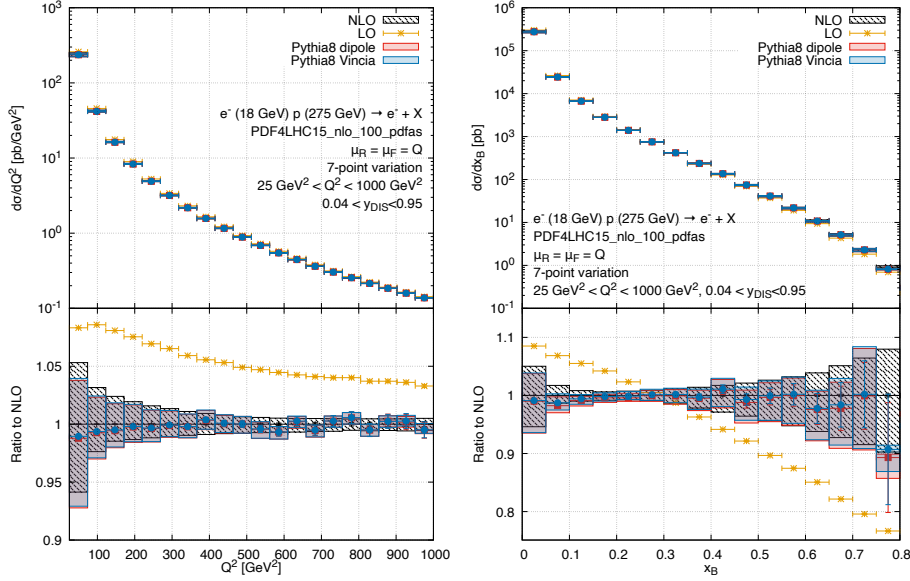 NLO
LO
Pythia8 dipole
Pythia8 Vincia
e⁻ (18 GeV) p (275 GeV) → e⁻ + X
PDF4LHC15_nlo_100_pdfas
μR = μF = Q
7-point variation
25 GeV² < Q² < 1000 GeV²
0.04 < yDIS<0.95
dσ/dQ² [pb/GeV²]
10³
10²
10¹
10⁰
10⁻¹
Ratio to NLO
1.05
1
0.95
0.9
100 200 300 400 500 600 700 800 900 1000
Q² [GeV²]
NLO
LO
Pythia8 dipole
Pythia8 Vincia
e⁻ (18 GeV) p (275 GeV) → e⁻ + X
PDF4LHC15_nlo_100_pdfas
μR = μF = Q
7-point variation
25 GeV² < Q² < 1000 GeV², 0.04 < yDIS<0.95
dσ/dxB [pb]
10⁶
10⁵
10⁴
10³
10²
10¹
10⁰
10⁻¹
Ratio to NLO
1.1
1
0.9
0.8
0 0.1 0.2 0.3 0.4 0.5 0.6 0.7 0.8
xB